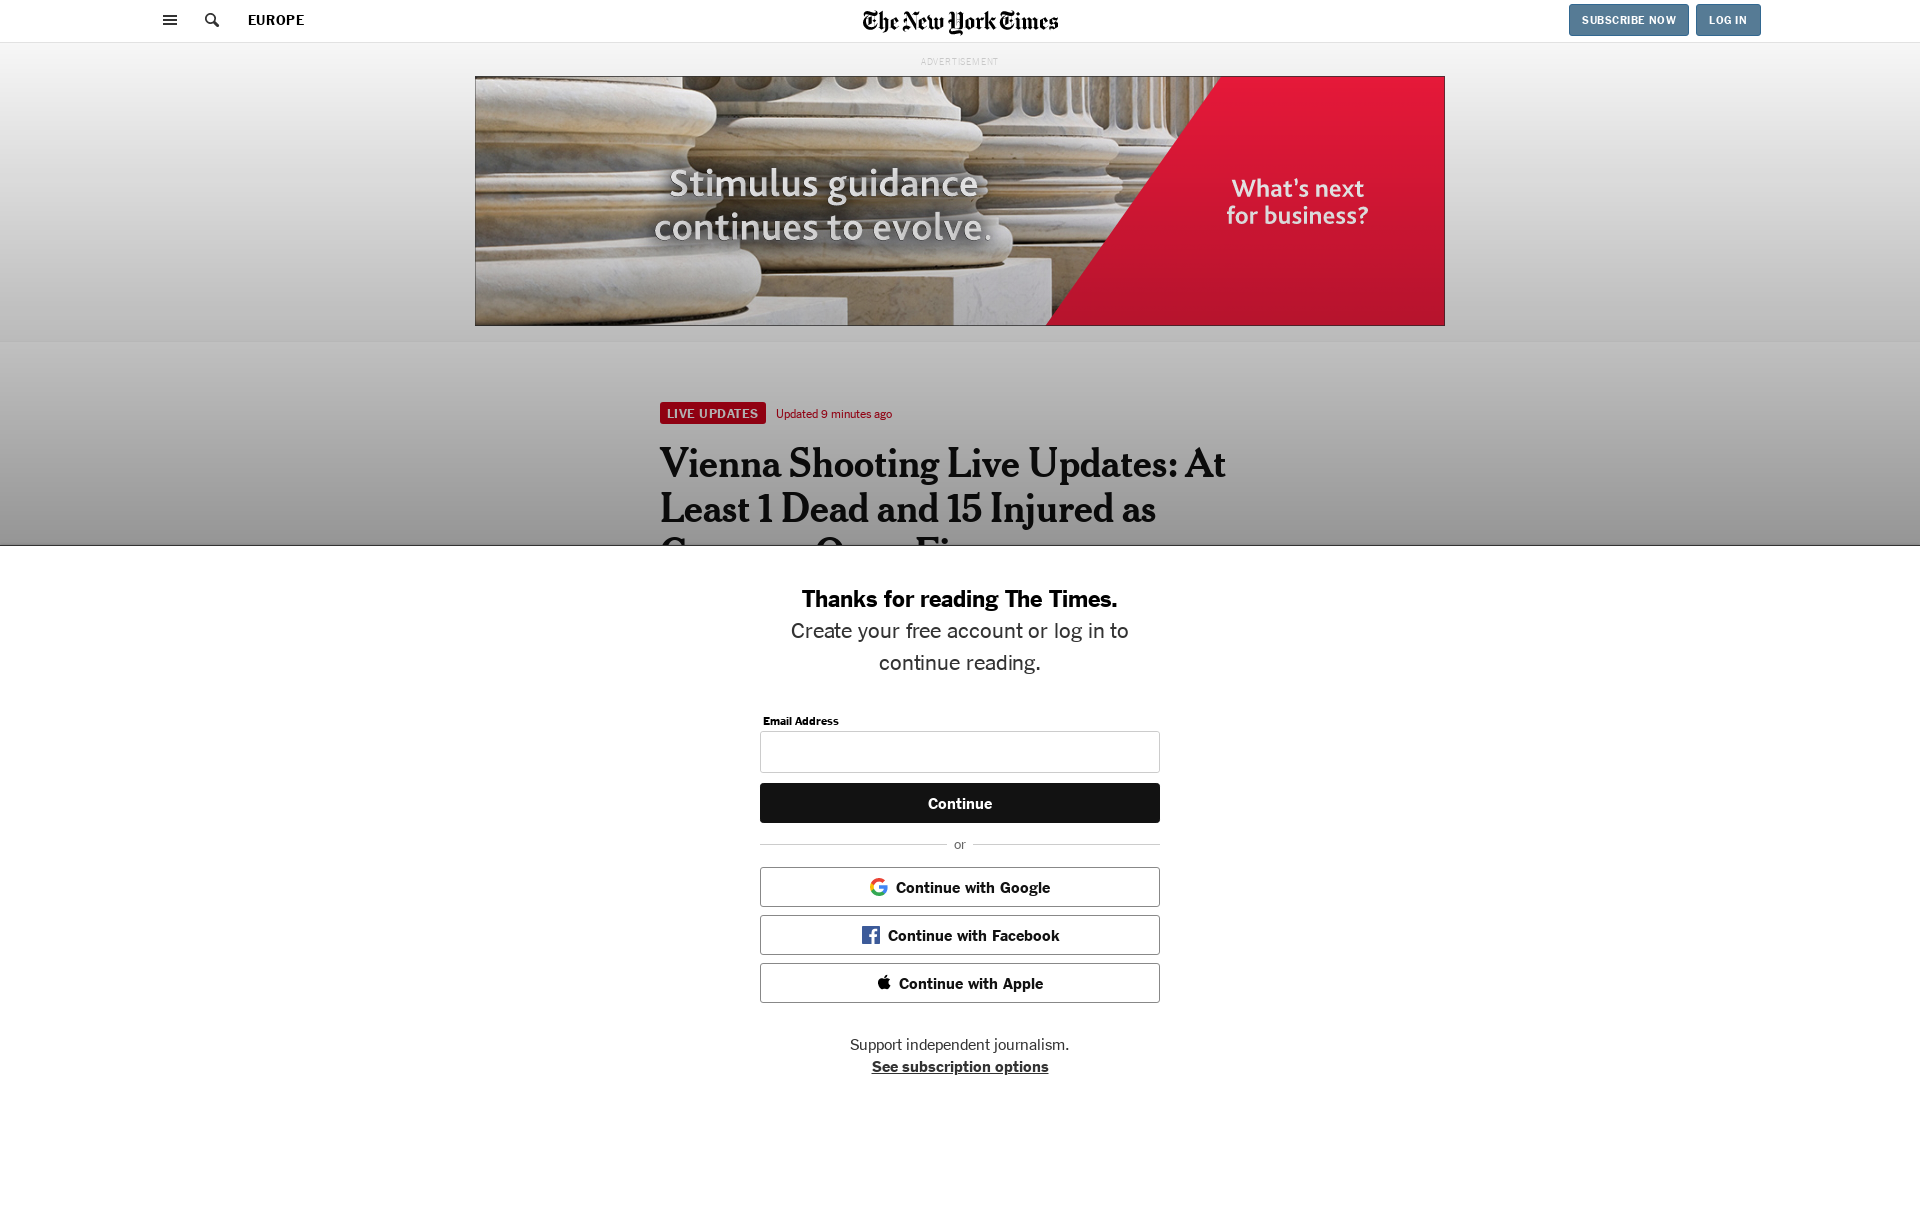 EUROPE
The New York Times
SUBSCRIBE NOW
LOG IN
ADVERTISEMENT
Stimulus guidance
continues to evolve.
What's next
for business?
LIVE UPDATES
Updated 9 minutes ago
Vienna Shooting Live Updates: At
Least 1 Dead and 15 Injured as
Thanks for reading The Times.
Create your free account or log in to
continue reading.
Email Address
Continue
or
Continue with Google
Continue with Facebook
Continue with Apple
Support independent journalism.
See subscription options